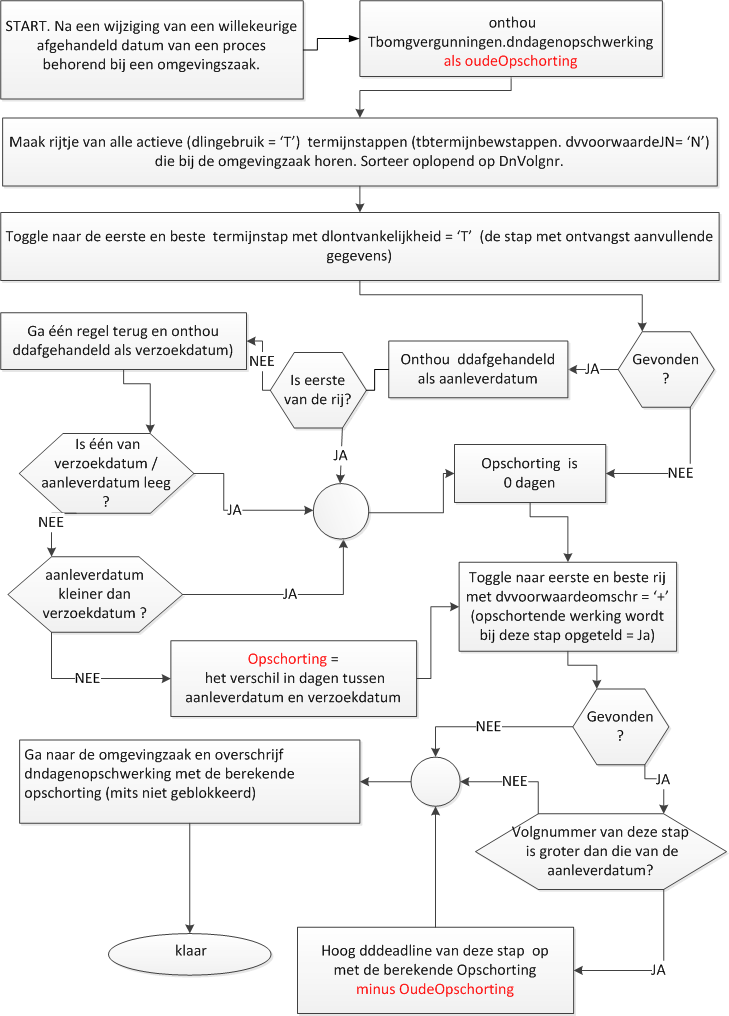 START. Na een wijziging van een willekeurige
afgehandeld datum van een proces
behorend bij een omgevingszaak.
onthou
Tbomgvergunningen.dndagenopschwerking
als oudeOpschorting
Maak rijtje van alle actieve (dlingebruik = ‘T’) termijnstappen (tbtermijnbewstappen. dvvoorwaardeJN= ‘N’)
die bij de omgevingzaak horen. Sorteer oplopend op DnVolgnr.
Toggle naar de eerste en beste termijnstap met dlontvankelijkheid = ‘T’ (de stap met ontvangst aanvullende
gegevens)
Ga één regel terug en onthou
ddafgehandeld als verzoekdatum)
NEE
Is eerste
van de rij?
Onthou ddafgehandeld
als aanleverdatum
JA
Gevonden
?
JA
NEE
Is één van
verzoekdatum /
aanleverdatum leeg
?
JA
Opschorting is
0 dagen
NEE
aanleverdatum
kleiner dan
verzoekdatum ?
JA
Toggle naar eerste en beste rij
met dvvoorwaardeomschr = ‘+’
(opschortende werking wordt
bij deze stap opgeteld = Ja)
NEE
Opschorting =
het verschil in dagen tussen
aanleverdatum en verzoekdatum
Gevonden
?
NEE
JA
Ga naar de omgevingzaak en overschrijf
dndagenopschwerking met de berekende
opschorting (mits niet geblokkeerd)
NEE
Volgnummer van deze stap
is groter dan die van de
aanleverdatum?
JA
klaar
Hoog dddeadline van deze stap op
met de berekende Opschorting
minus OudeOpschorting